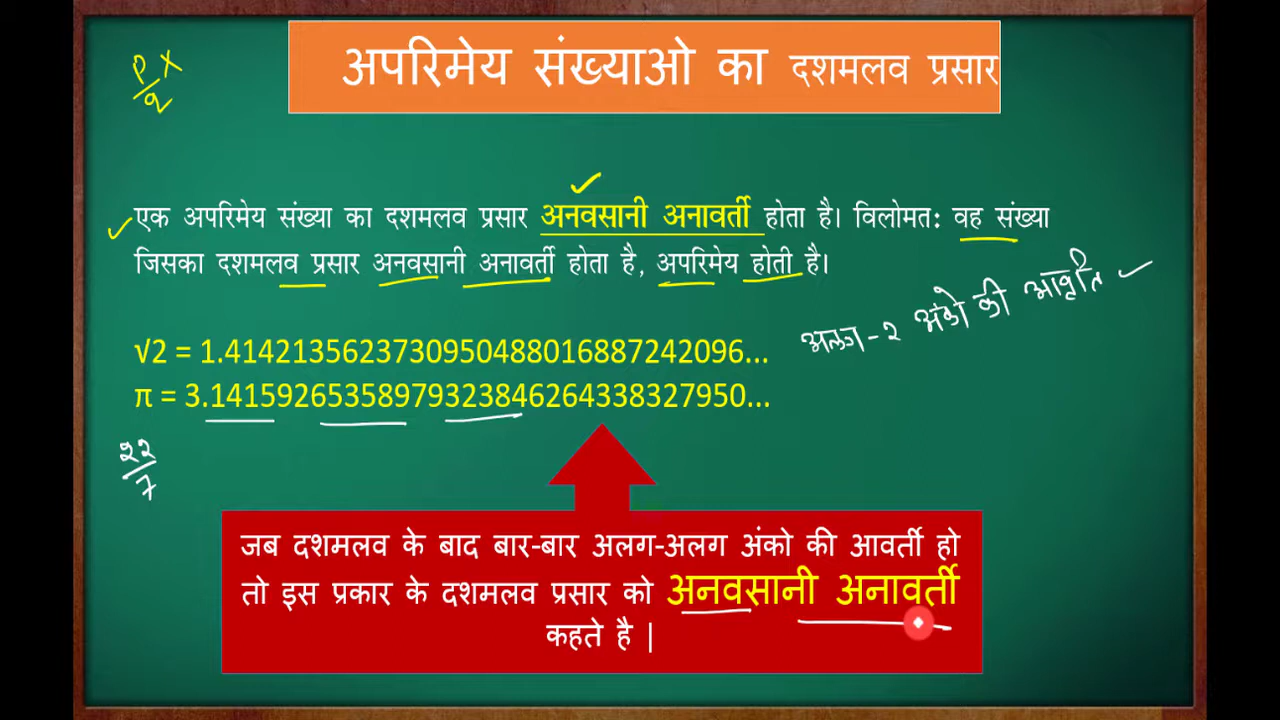 अपरिमेय संख्याओ का दशमलव प्रसार
p/q X
एक अपरिमेय संख्या का दशमलव प्रसार अनवसानी अनावर्ती होता है। विलोमत: वह संख्या
जिसका दशमलव प्रसार अनवसानी अनावर्ती होता है, अपरिमेय होती है।
अलग-२ अंको की आवृति
√2 = 1.4142135623730950488016887242096...
π = 3.14159265358979323846264338327950...
22/7
जब दशमलव के बाद बार-बार अलग-अलग अंको की आवर्ती हो
तो इस प्रकार के दशमलव प्रसार को अनवसानी अनावर्ती
कहते है |